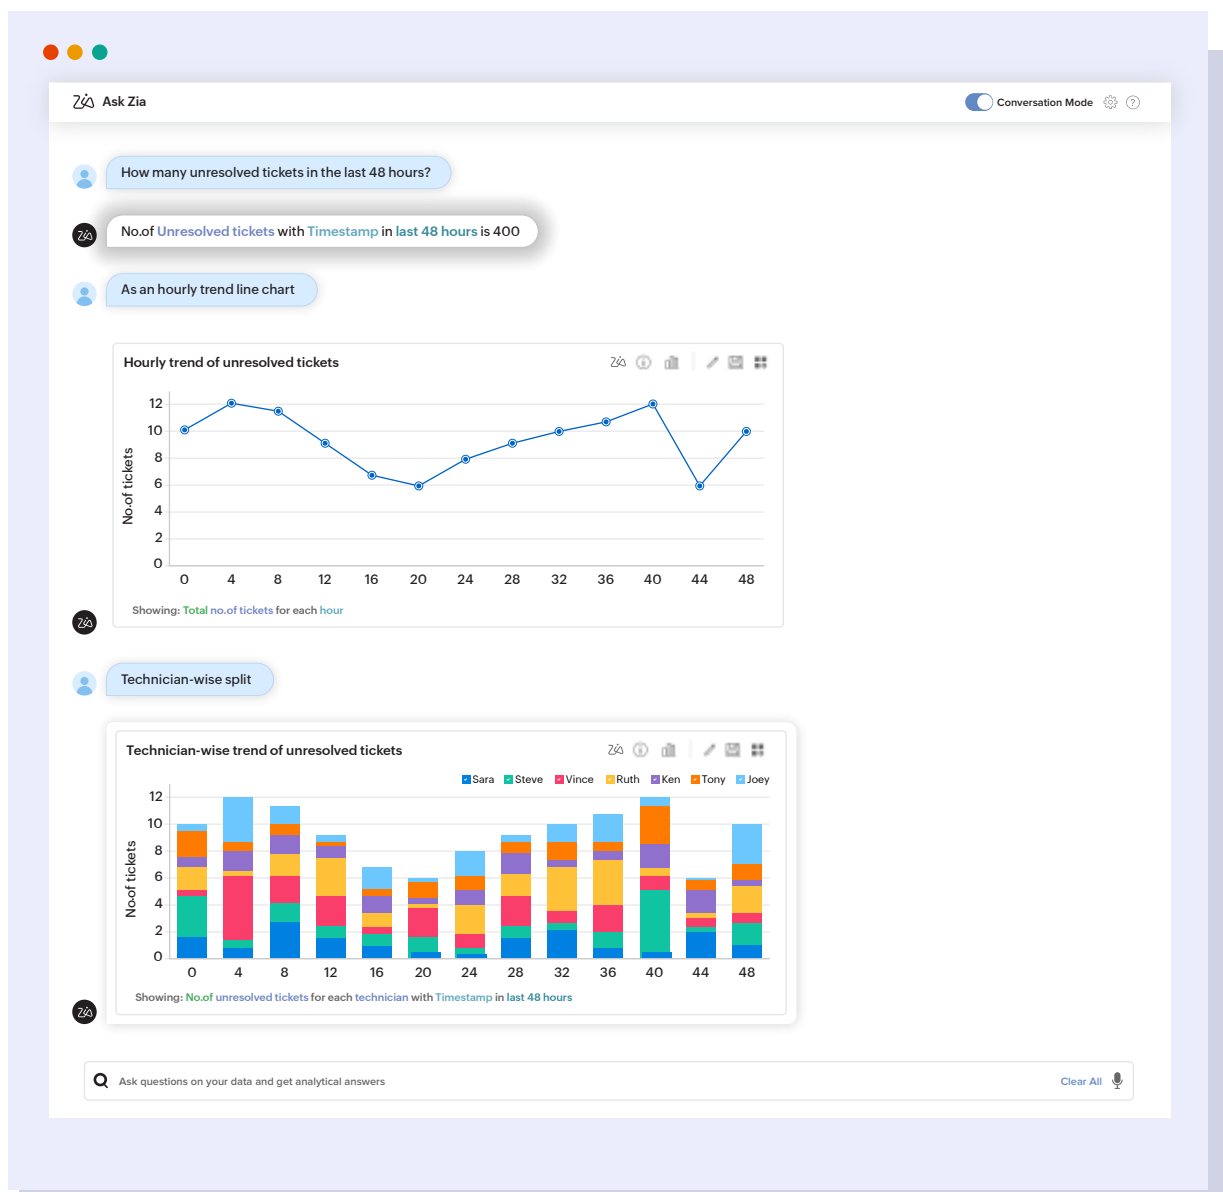 Zia Ask Zia
Conversation Mode ?
How many unresolved tickets in the last 48 hours?
Zia No.of Unresolved tickets with Timestamp in last 48 hours is 400
As an hourly trend line chart
Hourly trend of unresolved tickets Zia
12
10
8
6
4
2
0
No.of tickets
0 4 8 12 16 20 24 28 32 36 40 44 48
Showing: Total no.of tickets for each hour
Zia
Technician-wise split
Technician-wise trend of unresolved tickets Zia
Sara Steve Vince Ruth Ken Tony Joey
12
10
8
6
4
2
0
No.of tickets
0 4 8 12 16 20 24 28 32 36 40 44 48
Showing: No.of unresolved tickets for each technician with Timestamp in last 48 hours
Zia
Ask questions on your data and get analytical answers Clear All